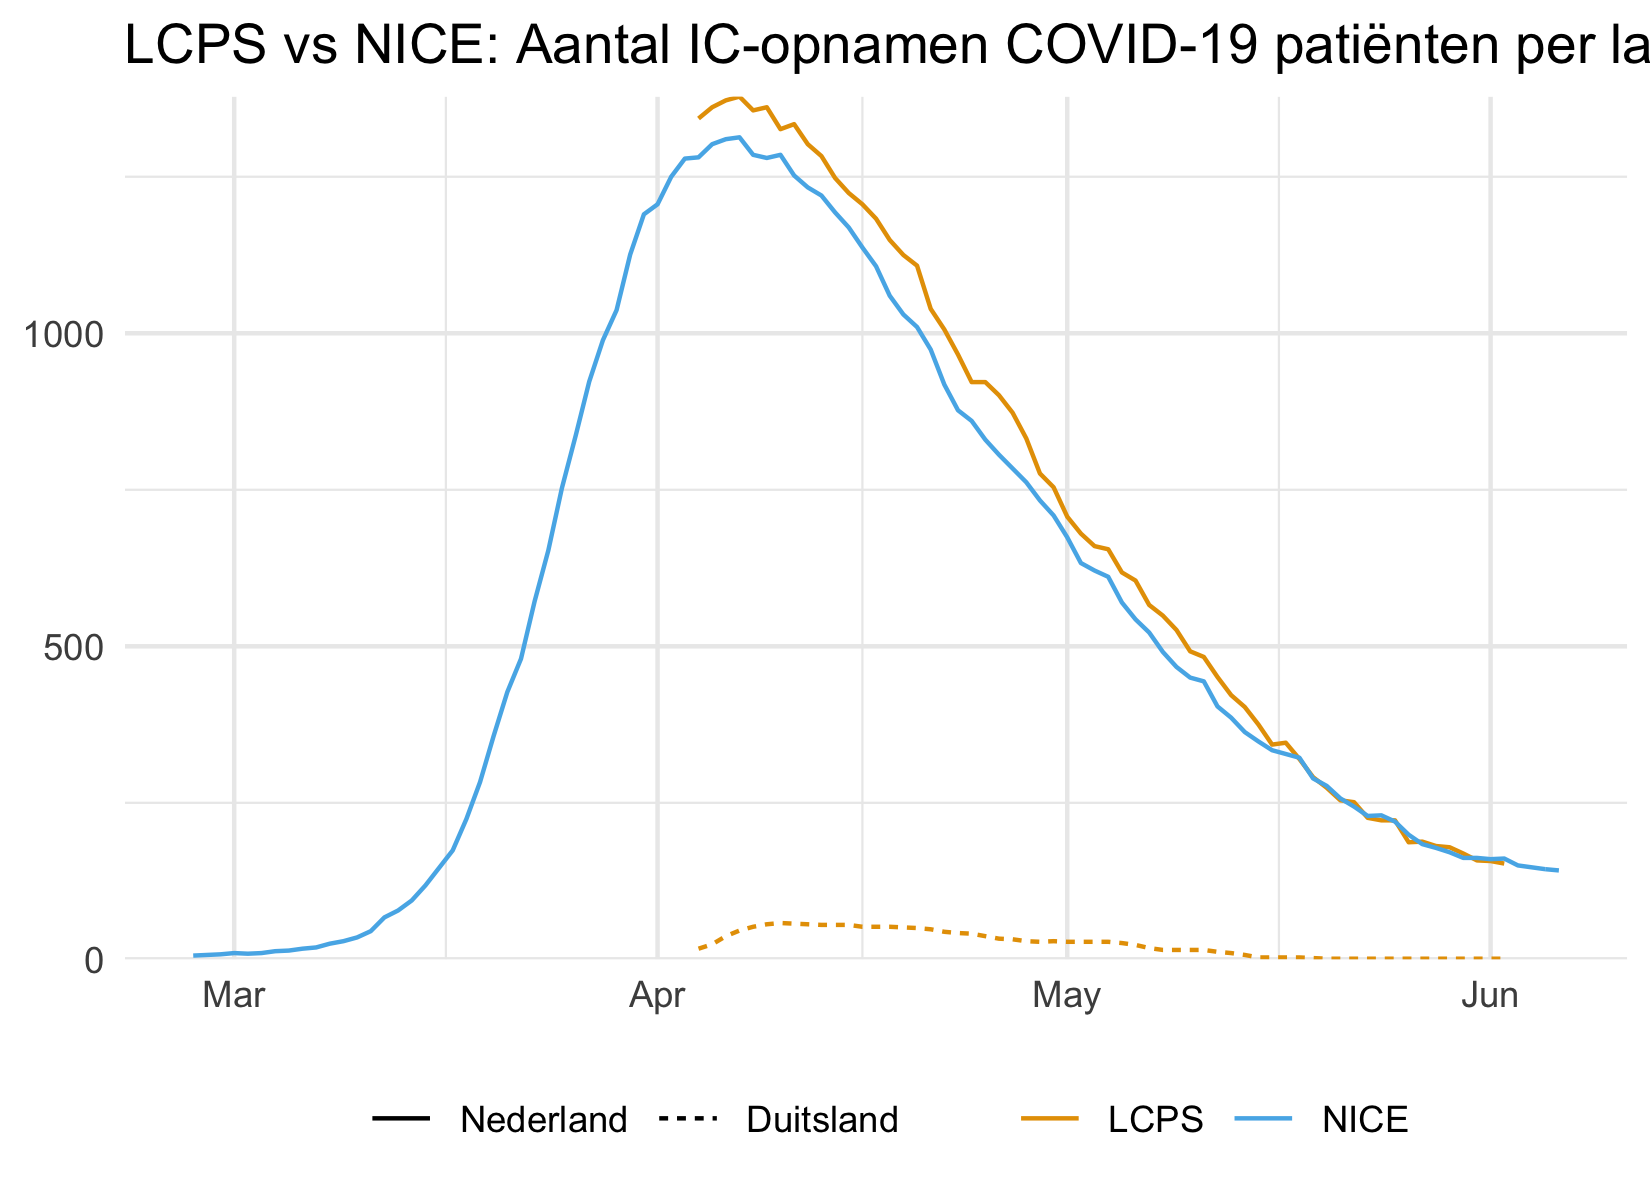 LCPS vs NICE: Aantal IC-opnamen COVID-19 patiënten per la
1000
500
0
Mar Apr May Jun
Nederland Duitsland LCPS NICE